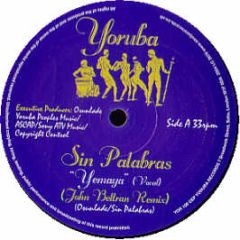 Yoruba
Executive Producer: Osunlade
Yoruba Peoples Music/
ASCAP/Sony ATV Music/
Copyright Control
Side A 33rpm
Sin Palabras
"Yemaya" (Vocal)
(John Beltran Remix)
(Osunlade/Sin Palabras)